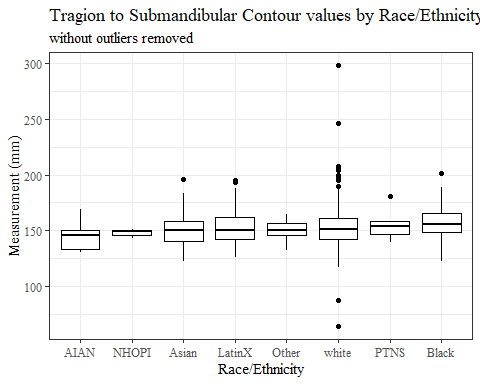 Tragion to Submandibular Contour values by Race/Ethnicity
without outliers removed
300
250
200
150
100
Measurement (mm)
AIAN NHOPI Asian LatinX Other white PTNS Black
Race/Ethnicity